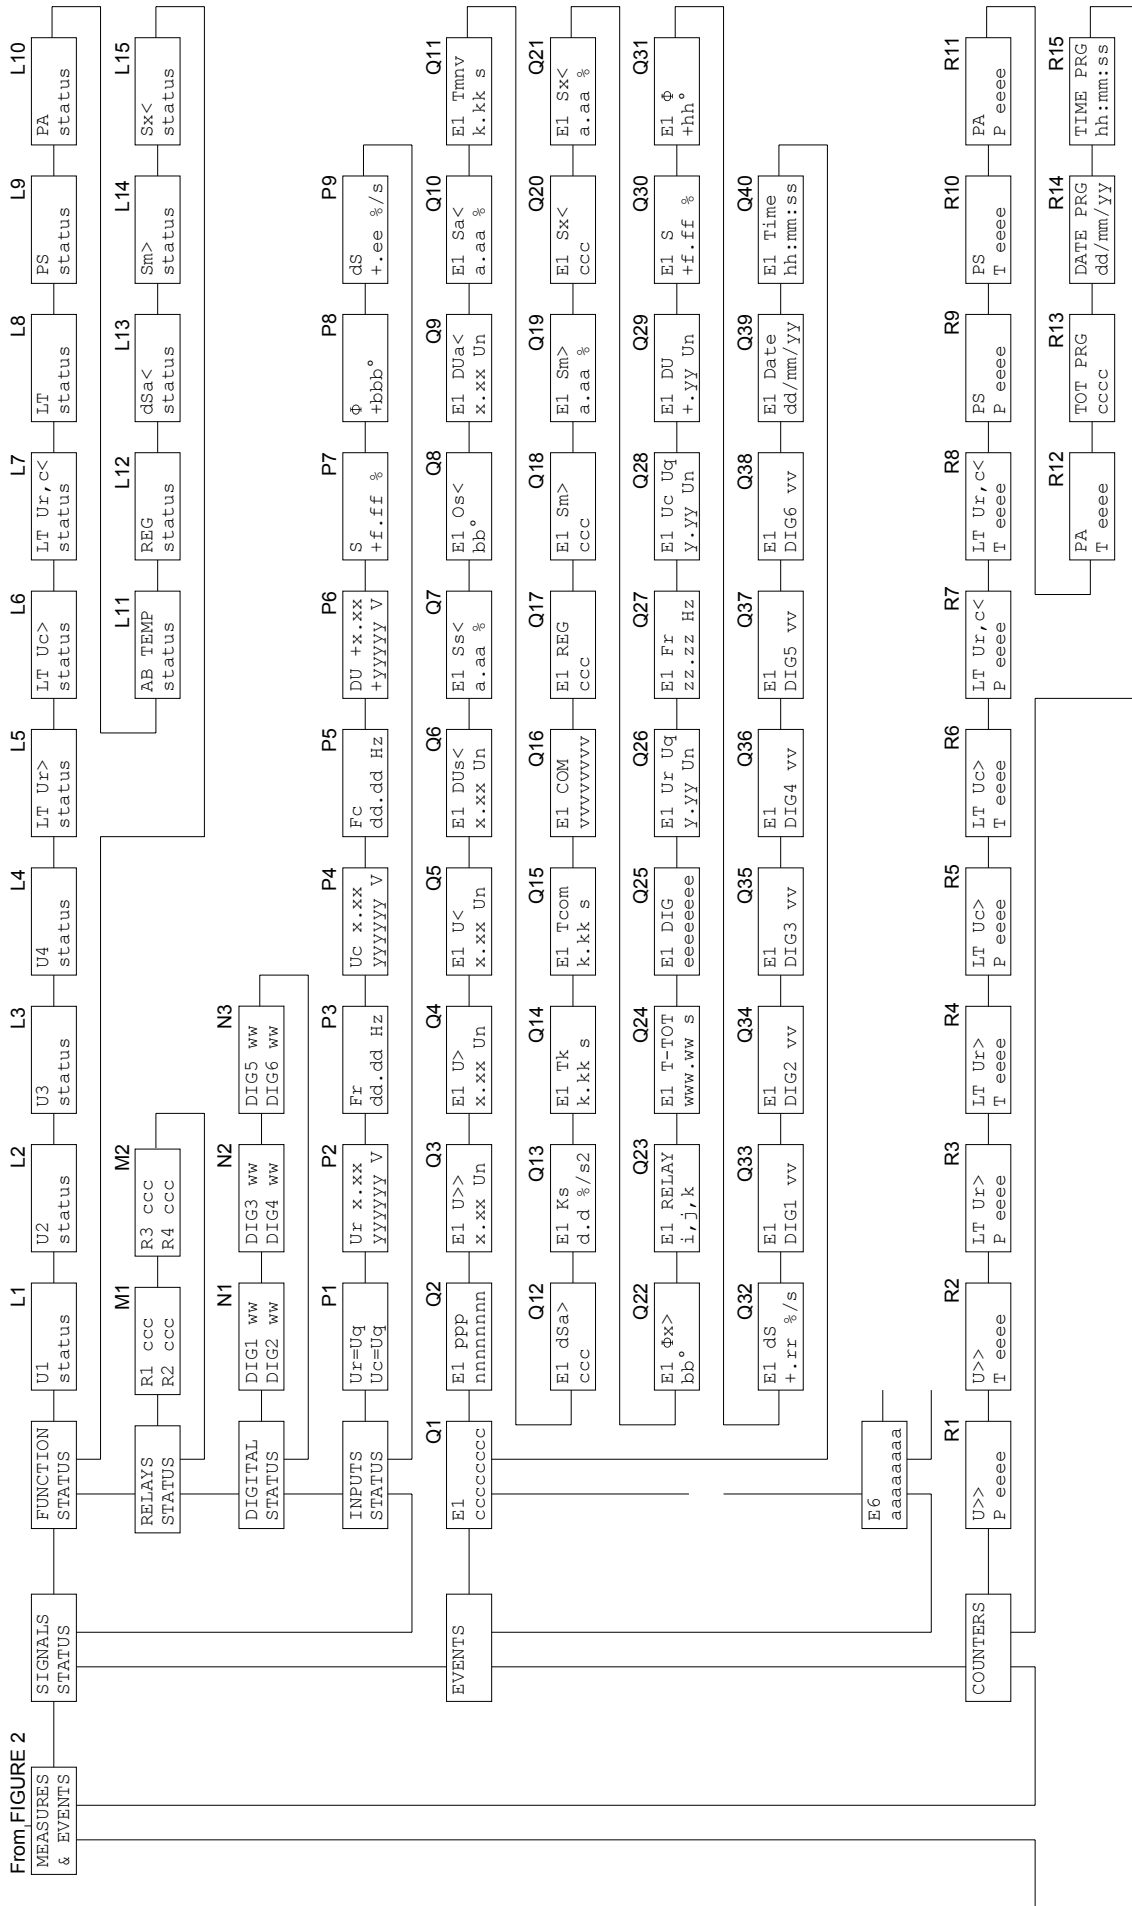 From FIGURE 2
MEASURES
& EVENTS
SIGNALS
STATUS
FUNCTION
STATUS
L1
U1
status
L2
U2
status
L3
U3
status
L4
U4
status
L5
LT Ur>
status
L6
LT Uc>
status
L7
LT Ur,c<
status
L8
LT
status
L9
PS
status
L10
PA
status
L11
AB TEMP
status
L12
REG
status
L13
dSa<
status
L14
Sm>
status
L15
Sx<
status
RELAYS
STATUS
M1
R1 ccc
R2 ccc
M2
R3 ccc
R4 ccc
DIGITAL
STATUS
N1
DIG1 ww
DIG2 ww
N2
DIG3 ww
DIG4 ww
N3
DIG5 ww
DIG6 ww
INPUTS
STATUS
P1
Ur=Uq
Uc=Uq
P2
Ur x.xx
yyyyyy V
P3
Fr
dd.dd Hz
P4
Uc x.xx
yyyyyy V
P5
Fc
dd.dd Hz
P6
DU +x.xx
+yyyyy V
P7
S
+f.ff %
P8
Φ
+bbb°
P9
dS
+.ee %/s
EVENTS
Q1
E1
ccccccccc
Q2
E1 ppp
nnnnnnnn
Q3
E1 U>>
x.xx Un
Q4
E1 U>
x.xx Un
Q5
E1 U<
x.xx Un
Q6
E1 DUs<
x.xx Un
Q7
E1 Ss<
a.aa %
Q8
E1 Os<
bb°
Q9
E1 DUa<
x.xx Un
Q10
E1 Sa<
a.aa %
Q11
E1 Tmnv
k.kk s
Q12
E1 dSa>
ccc
Q13
E1 Ks
d.d %/s2
Q14
E1 Tk
k.kk s
Q15
E1 Tcom
k.kk s
Q16
E1 COM
vvvvvvvv
Q17
E1 REG
ccc
Q18
E1 Sm>
ccc
Q19
E1 Sm>
a.aa %
Q20
E1 Sx<
ccc
Q21
E1 Sx<
a.aa %
Q22
E1 Φx>
bb°
Q23
E1 RELAY
i,j,k
Q24
E1 T-TOT
www.ww s
Q25
E1 DIG
eeeeeeee
Q26
E1 Ur Uq
y.yy Un
Q27
E1 Fr
zz.zz Hz
Q28
E1 Uc Uq
y.yy Un
Q29
E1 DU
+.yy Un
Q30
E1 S
+f.ff %
Q31
E1 Φ
+hh°
Q32
E1 dS
+.rr %/s
Q33
E1
DIG1 vv
Q34
E1
DIG2 vv
Q35
E1
DIG3 vv
Q36
E1
DIG4 vv
Q37
E1
DIG5 vv
Q38
E1
DIG6 vv
Q39
E1 Date
dd/mm/yy
Q40
E1 Time
hh:mm:ss
E6
aaaaaaaaa
COUNTERS
R1
U>>
P eeee
R2
U>>
T eeee
R3
LT Ur>
P eeee
R4
LT Ur>
T eeee
R5
LT Uc>
P eeee
R6
LT Uc>
T eeee
R7
LT Ur,c<
P eeee
R8
LT Ur,c<
T eeee
R9
PS
P eeee
R10
PS
T eeee
R11
PA
P eeee
R12
PA
T eeee
R13
TOT PRG
cccc
R14
DATE PRG
dd/mm/yy
R15
TIME PRG
hh:mm:ss